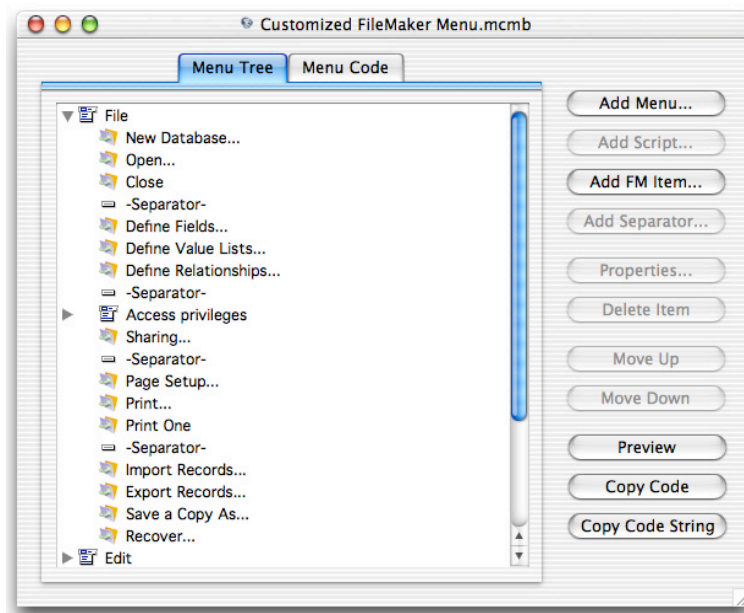 Customized FileMaker Menu.mcmb
Menu Tree
Menu Code
File
New Database...
Open...
Close
-Separator-
Define Fields...
Define Value Lists...
Define Relationships...
-Separator-
Access privileges
Sharing...
-Separator-
Page Setup...
Print...
Print One
-Separator-
Import Records...
Export Records...
Save a Copy As...
Recover...
Edit
Add Menu...
Add Script...
Add FM Item...
Add Separator...
Properties...
Delete Item
Move Up
Move Down
Preview
Copy Code
Copy Code String